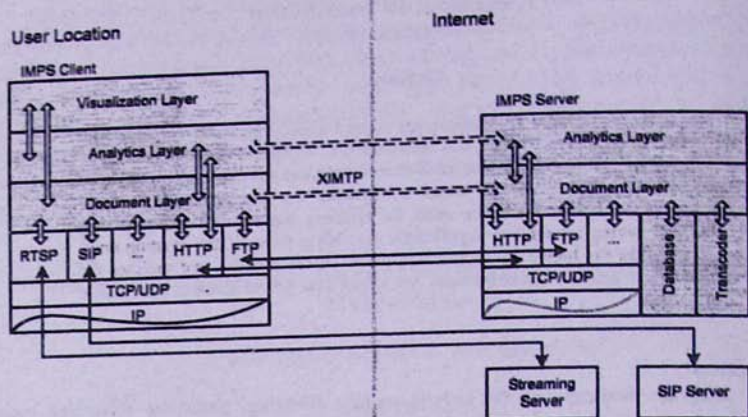 User Location
Internet
IMPS Client
Visualization Layer
Analytics Layer
Document Layer
RTSP
SIP
...
HTTP
FTP
TCP/UDP
IP
XIMTP
IMPS Server
Analytics Layer
Document Layer
HTTP
FTP
...
Database
Transcoder
TCP/UDP
IP
Streaming
Server
SIP Server